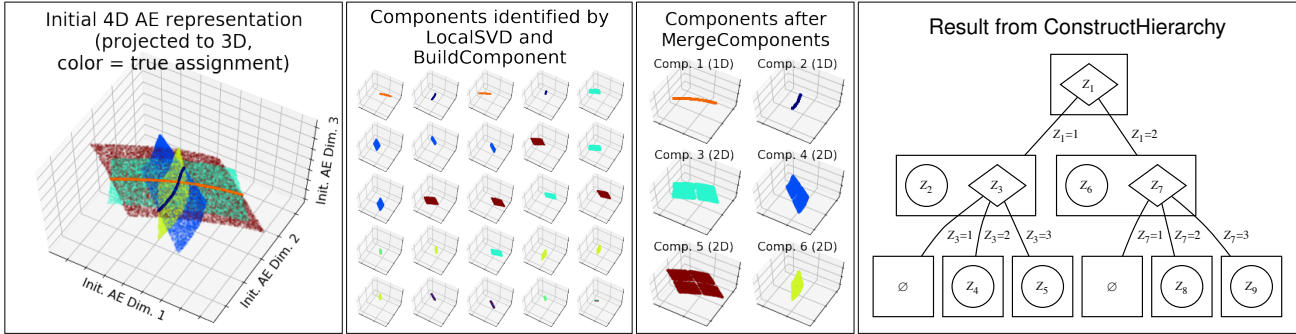 Initial 4D AE representation
(projected to 3D,
color = true assignment)
Init. AE Dim. 1
Init. AE Dim. 2
Init. AE Dim. 3
Components identified by
LocalSVD and
BuildComponent
Components after
MergeComponents
Comp. 1 (1D)
Comp. 2 (1D)
Comp. 3 (2D)
Comp. 4 (2D)
Comp. 5 (2D)
Comp. 6 (2D)
Result from ConstructHierarchy
Z1
Z1=1
Z1=2
Z2
Z3
Z6
Z7
Z3=1
Z3=2
Z3=3
Z7=1
Z7=2
Z7=3
∅
Z4
Z5
∅
Z8
Z9